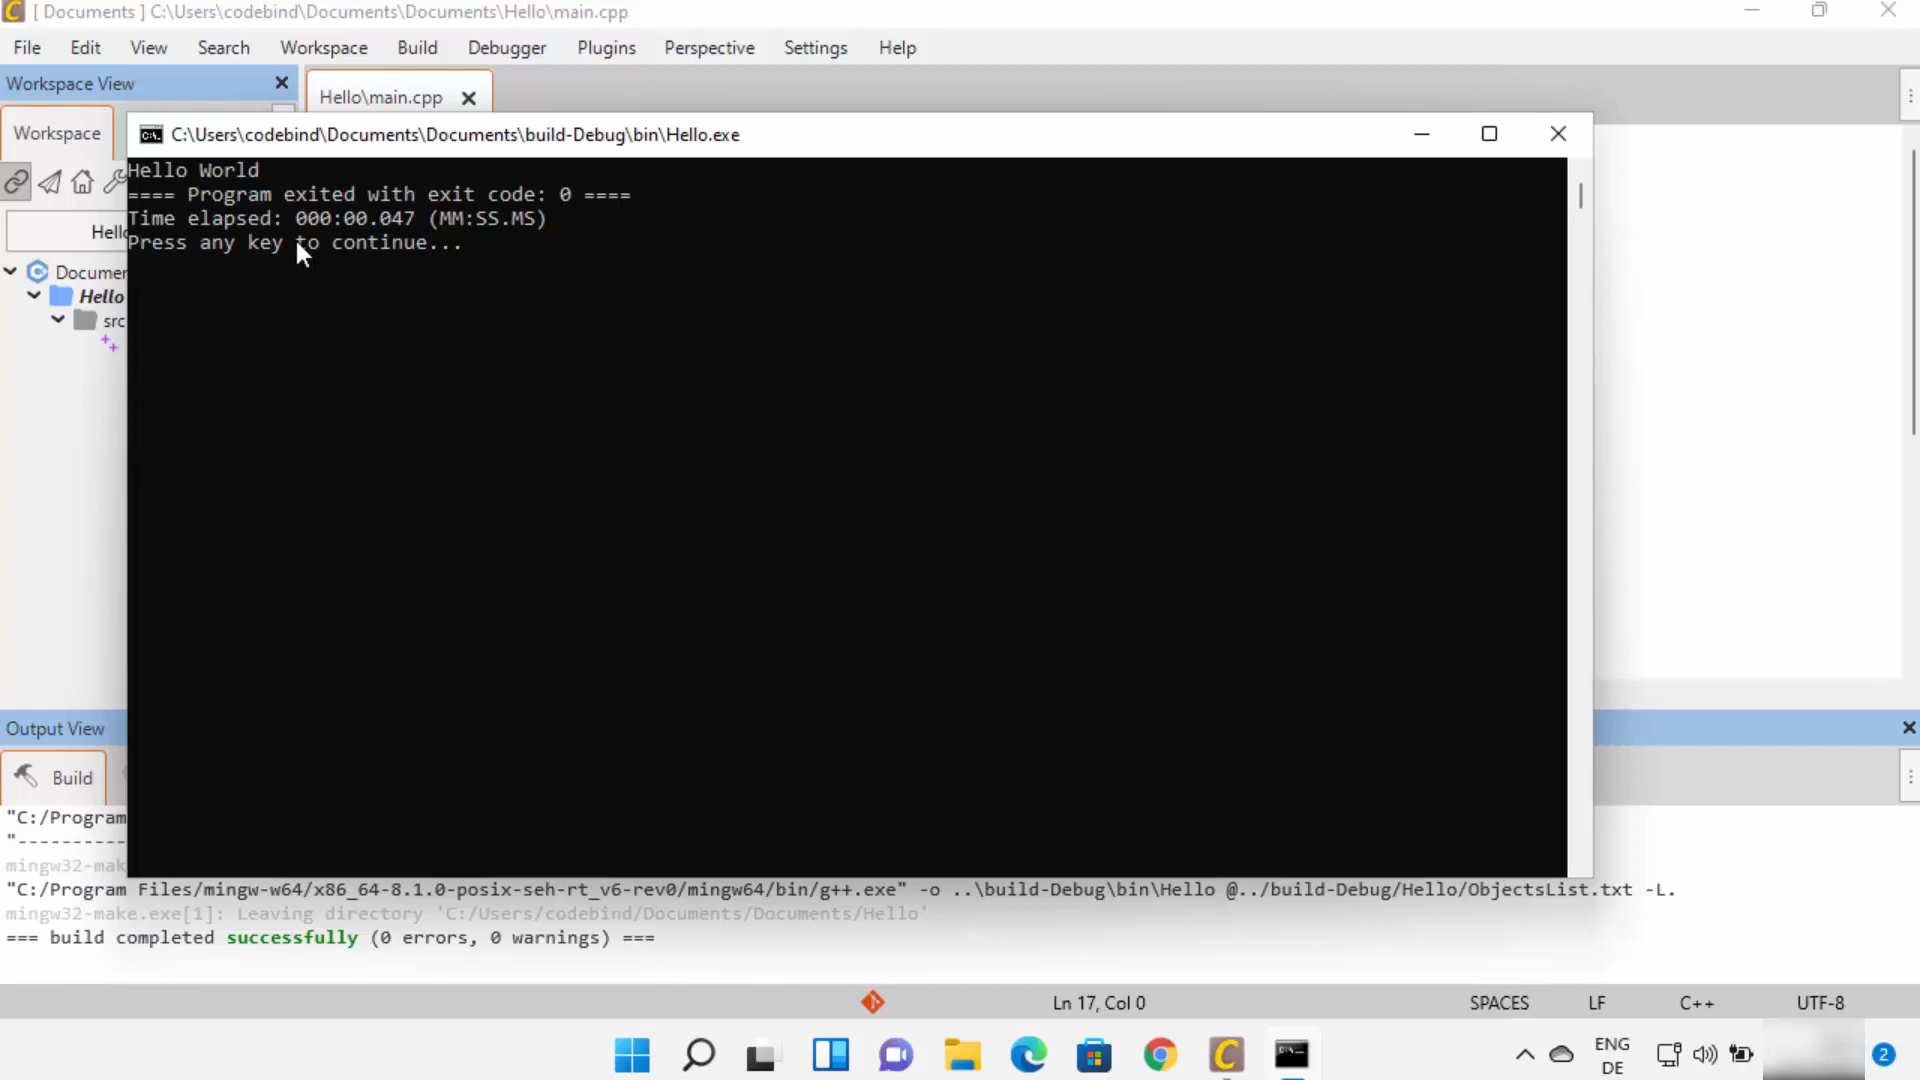 [ Documents ] C:\Users\codebind\Documents\Documents\Hello\main.cpp
File Edit View Search Workspace Build Debugger Plugins Perspective Settings Help
Workspace View
Hello\main.cpp
Workspace
C:\Users\codebind\Documents\Documents\build-Debug\bin\Hello.exe
Hello World
==== Program exited with exit code: 0 ====
Time elapsed: 000:00.047 (MM:SS.MS)
Press any key to continue...
Hello
Documen
Hello
src
Output View
Build
"C:/Program
"-----------
mingw32-mak
"C:/Program Files/mingw-w64/x86_64-8.1.0-posix-seh-rt_v6-rev0/mingw64/bin/g++.exe" -o ..\build-Debug\bin\Hello @../build-Debug/Hello/ObjectsList.txt -L.
mingw32-make.exe[1]: Leaving directory 'C:/Users/codebind/Documents/Documents/Hello'
=== build completed successfully (0 errors, 0 warnings) ===
Ln 17, Col 0 SPACES LF C++ UTF-8
ENG
DE
2